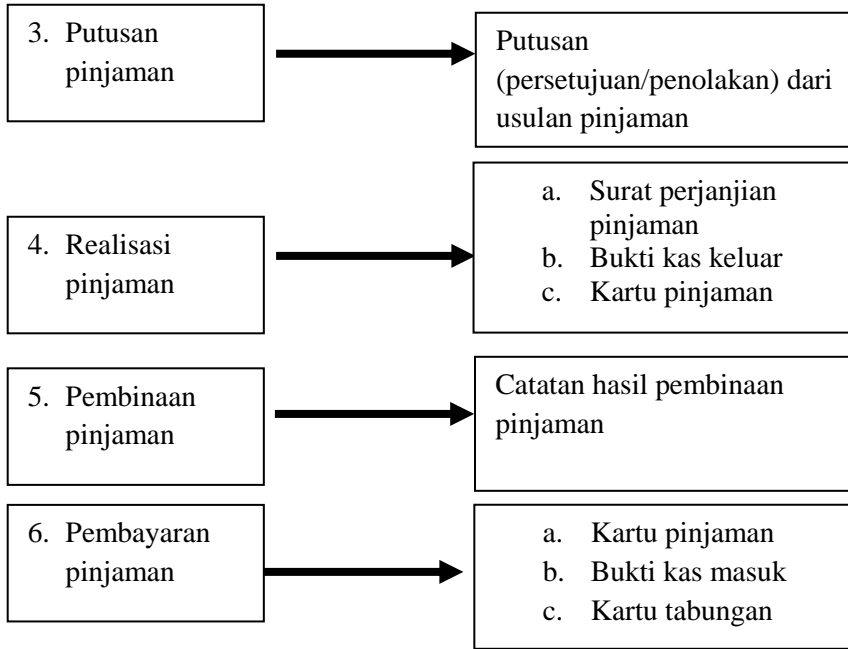 3. Putusan
pinjaman
Putusan
(persetujuan/penolakan) dari
usulan pinjaman
4. Realisasi
pinjaman
a. Surat perjanjian
pinjaman
b. Bukti kas keluar
c. Kartu pinjaman
5. Pembinaan
pinjaman
Catatan hasil pembinaan
pinjaman
6. Pembayaran
pinjaman
a. Kartu pinjaman
b. Bukti kas masuk
c. Kartu tabungan